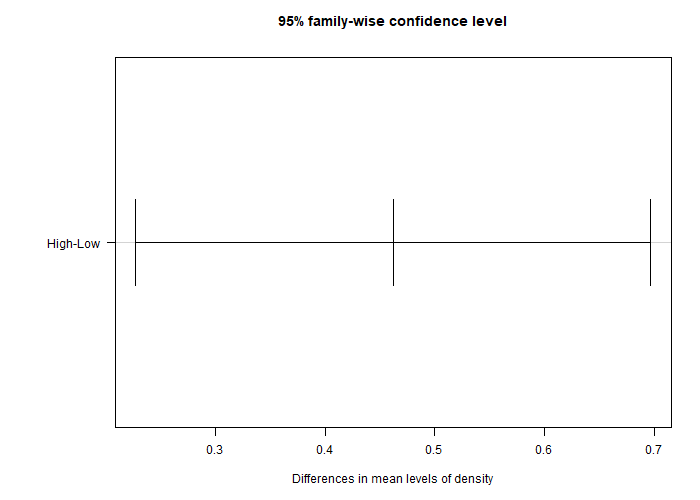 95% family-wise confidence level
High-Low
0.3 0.4 0.5 0.6 0.7
Differences in mean levels of density